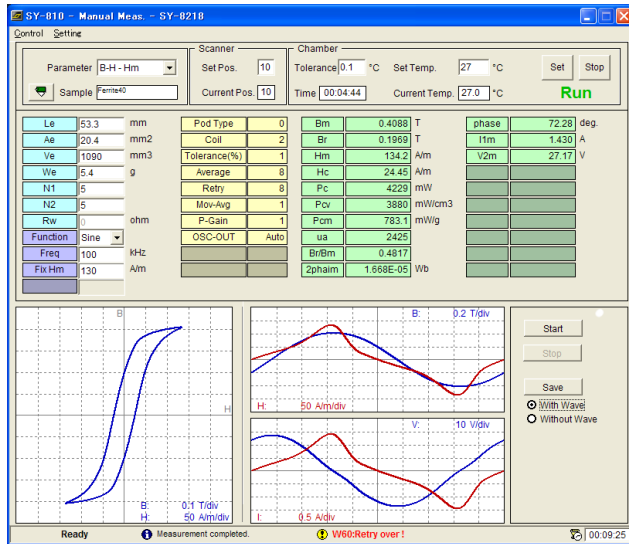 SY-810 - Manual Meas. - SY-8218
Control Setting
Parameter B-H - Hm
Sample Ferrite40
Scanner
Set Pos. 10
Current Pos. 10
Chamber
Tolerance 0.1 °C Set Temp. 27 °C
Time 00:04:44 Current Temp. 27.0 °C
Set Stop
Run
Le 53.3 mm Pod Type 0 Bm 0.4088 T phase 72.28 deg.
Ae 20.4 mm2 Coil 2 Br 0.1969 T I1m 1.430 A
Ve 1090 mm3 Tolerance(%) 1 Hm 134.2 A/m V2m 27.17 V
We 5.4 g Average 8 Hc 24.45 A/m
N1 5 Retry 8 Pc 4229 mW
N2 5 Mov-Avg 1 Pcv 3880 mW/cm3
Rw 0 ohm P-Gain 1 Pcm 783.1 mW/g
Function Sine OSC-OUT Auto ua 2425
Freq 100 kHz Br/Bm 0.4817
Fix Hm 130 A/m 2phaim 1.668E-05 Wb
B
H
B: 0.1 T/div
H: 50 A/m/div
B: 0.2 T/div
H: 50 A/m/div
V: 10 V/div
I: 0.5 A/div
Start
Stop
Save
With Wave
Without Wave
Ready Measurement completed. W60:Retry over ! 00:09:25